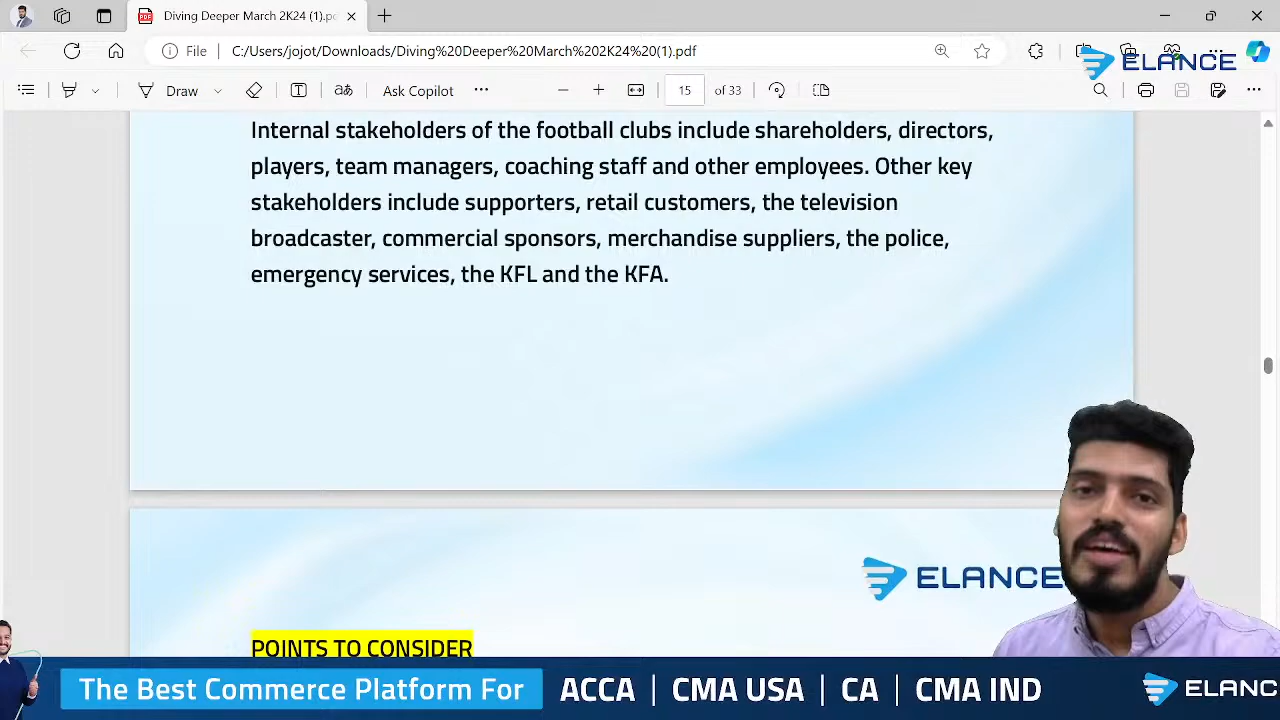 Diving Deeper March 2K24 (1).pd
File
C:/Users/jojot/Downloads/Diving%20Deeper%20March%202K24%20(1).pdf
ELANCE
Draw
Ask Copilot
15
of 33
Internal stakeholders of the football clubs include shareholders, directors,
players, team managers, coaching staff and other employees. Other key
stakeholders include supporters, retail customers, the television
broadcaster, commercial sponsors, merchandise suppliers, the police,
emergency services, the KFL and the KFA.
ELANCE
POINTS TO CONSIDER
The Best Commerce Platform For
ACCA | CMA USA | CA | CMA IND
ELANC